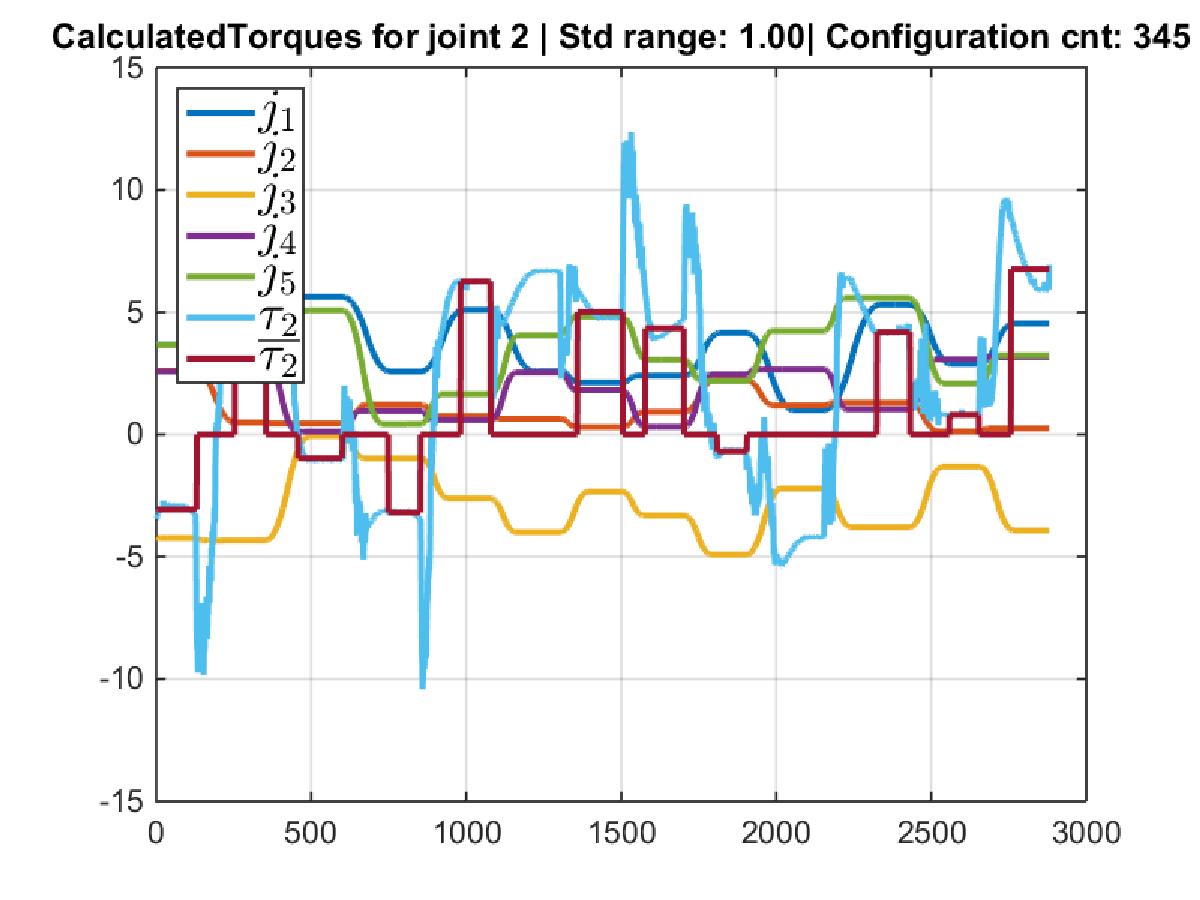 CalculatedTorques for joint 2 | Std range: 1.00| Configuration cnt: 345
15
10
5
0
-5
-10
-15
j₁
j₂
j₃
j₄
j₅
τ₂
τ̅₂
0 500 1000 1500 2000 2500 3000